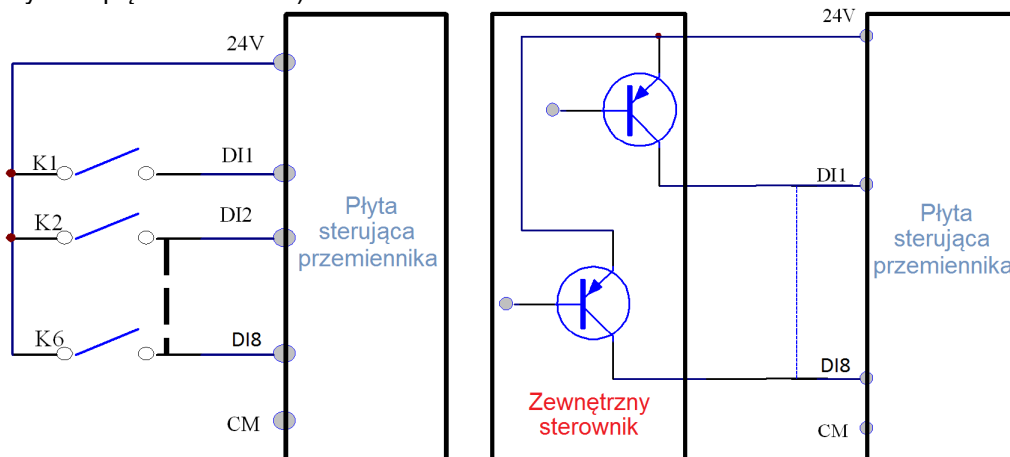 24V
K1
DI1
K2
DI2
K6
DI8
CM
Płyta
sterująca
przemiennika
24V
DI1
DI8
CM
Zewnętrzny
sterownik
Płyta
sterująca
przemiennika